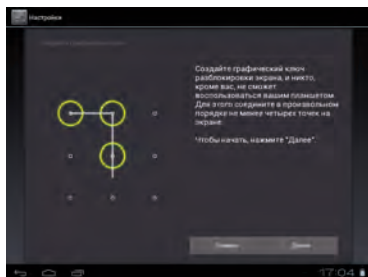 Настройки
Создайте графический ключ
разблокировки экрана, и никто,
кроме вас, не сможет
воспользоваться вашим планшетом.
Для этого соедините в произвольном
порядке не менее четырех точек на
экране.
Чтобы начать, нажмите "Далее".
Отмена Далее
17:04